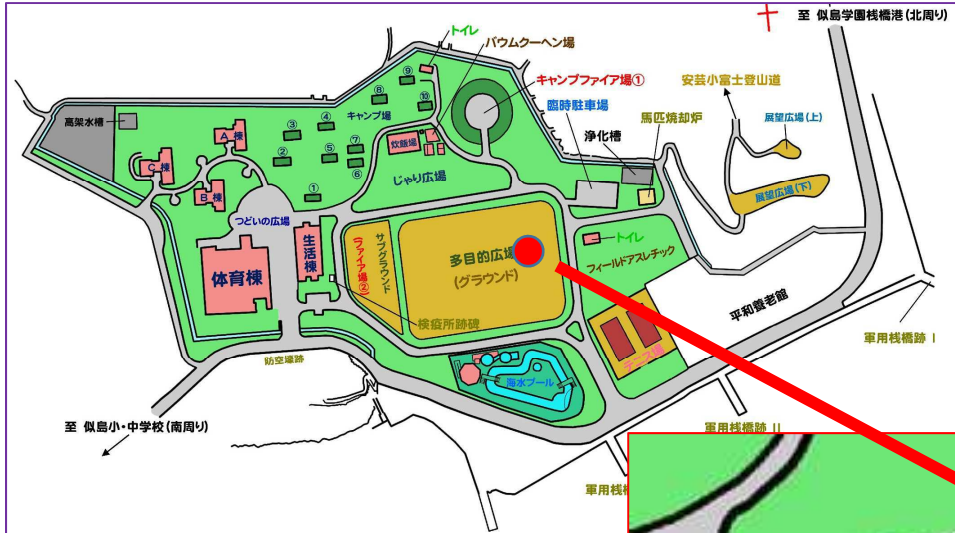 至 似島学園桟橋港(北周り)
トイレ
バウムクーヘン場
キャンプファイア場①
安芸小富士登山道
臨時駐車場
馬匹焼却炉
展望広場(上)
浄化槽
高架水槽
⑨
⑧
⑩
キャンプ場
④
③
A棟
炊飯場
⑦
②
⑤
⑥
C棟
じゃり広場
展望広場(下)
B棟
①
つどいの広場
生活棟
サブグラウンド
(ファイア場②)
多目的広場
(グラウンド)
トイレ
フィールドアスレチック
体育棟
平和養老館
検疫所跡碑
軍用桟橋跡 I
防空壕跡
テニス場
海水プール
至 似島小・中学校(南周り)
軍用桟橋跡 II
軍用桟